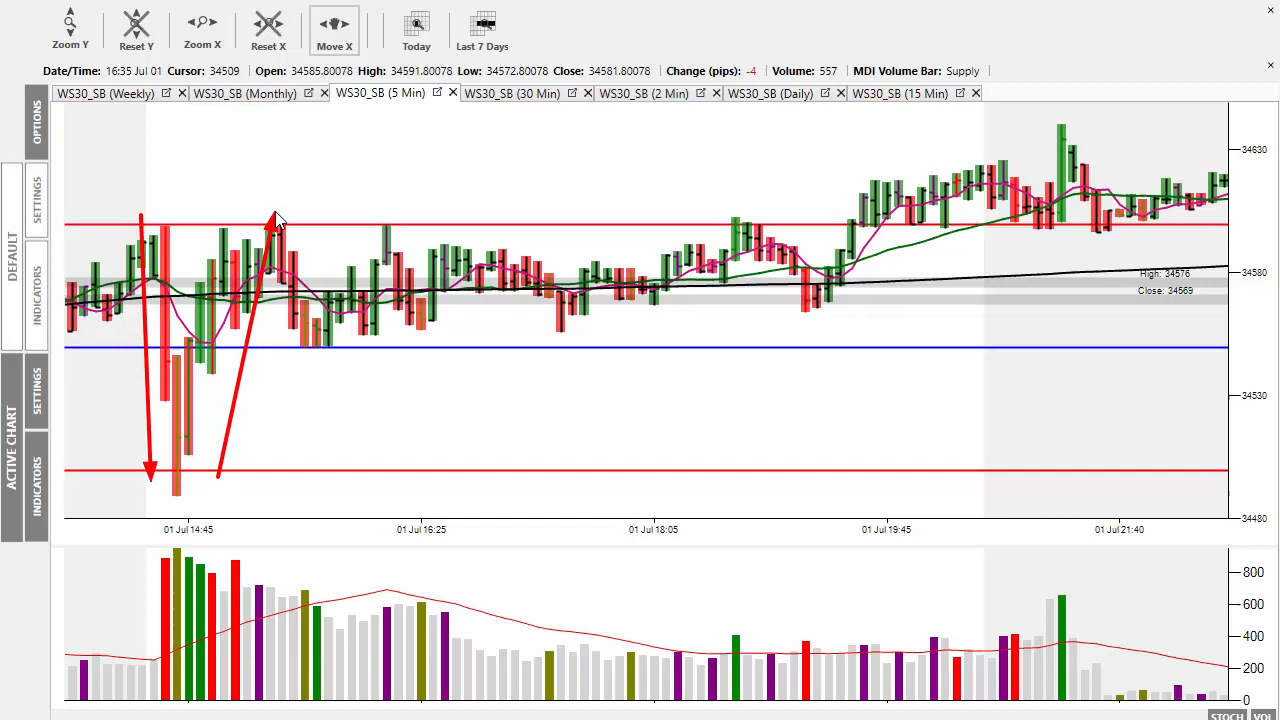 Zoom Y
Reset Y
Zoom X
Reset X
Move X
Today
Last 7 Days
Date/Time: 16:35 Jul 01 Cursor: 34509 Open: 34585.80078 High: 34591.80078 Low: 34572.80078 Close: 34581.80078 Change (pips): -4 Volume: 557 MDI Volume Bar: Supply
WS30_SB (Weekly) WS30_SB (Monthly) WS30_SB (5 Min) WS30_SB (30 Min) WS30_SB (2 Min) WS30_SB (Daily) WS30_SB (15 Min)
OPTIONS
DEFAULT
SETTINGS
INDICATORS
ACTIVE CHART
SETTINGS
INDICATORS
34630
34580
High: 34576
Close: 34569
34530
34480
01 Jul 14:45
01 Jul 16:25
01 Jul 18:05
01 Jul 19:45
01 Jul 21:40
800
600
400
200
0
STOCH VOL